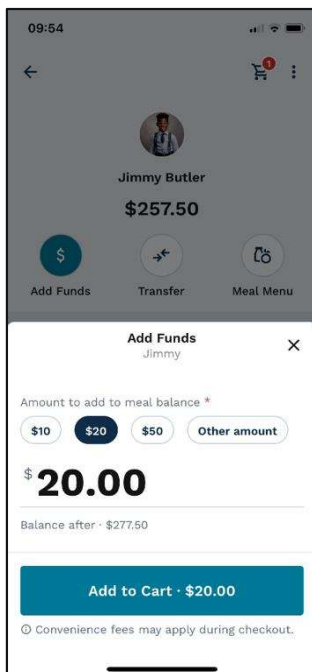 09:54
1
Jimmy Butler
$257.50
$
Add Funds Transfer Meal Menu
Add Funds
Jimmy
Amount to add to meal balance *
$10 $20 $50 Other amount
$ 20.00
Balance after · $277.50
Add to Cart · $20.00
Convenience fees may apply during checkout.